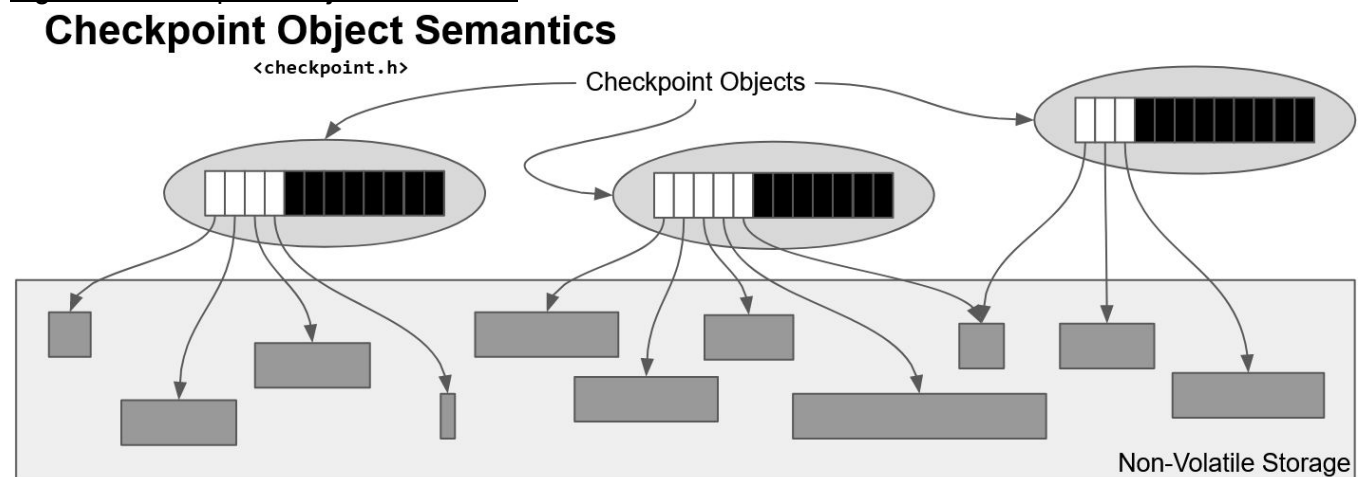 Checkpoint Object Semantics
<checkpoint.h>
Checkpoint Objects
Non-Volatile Storage